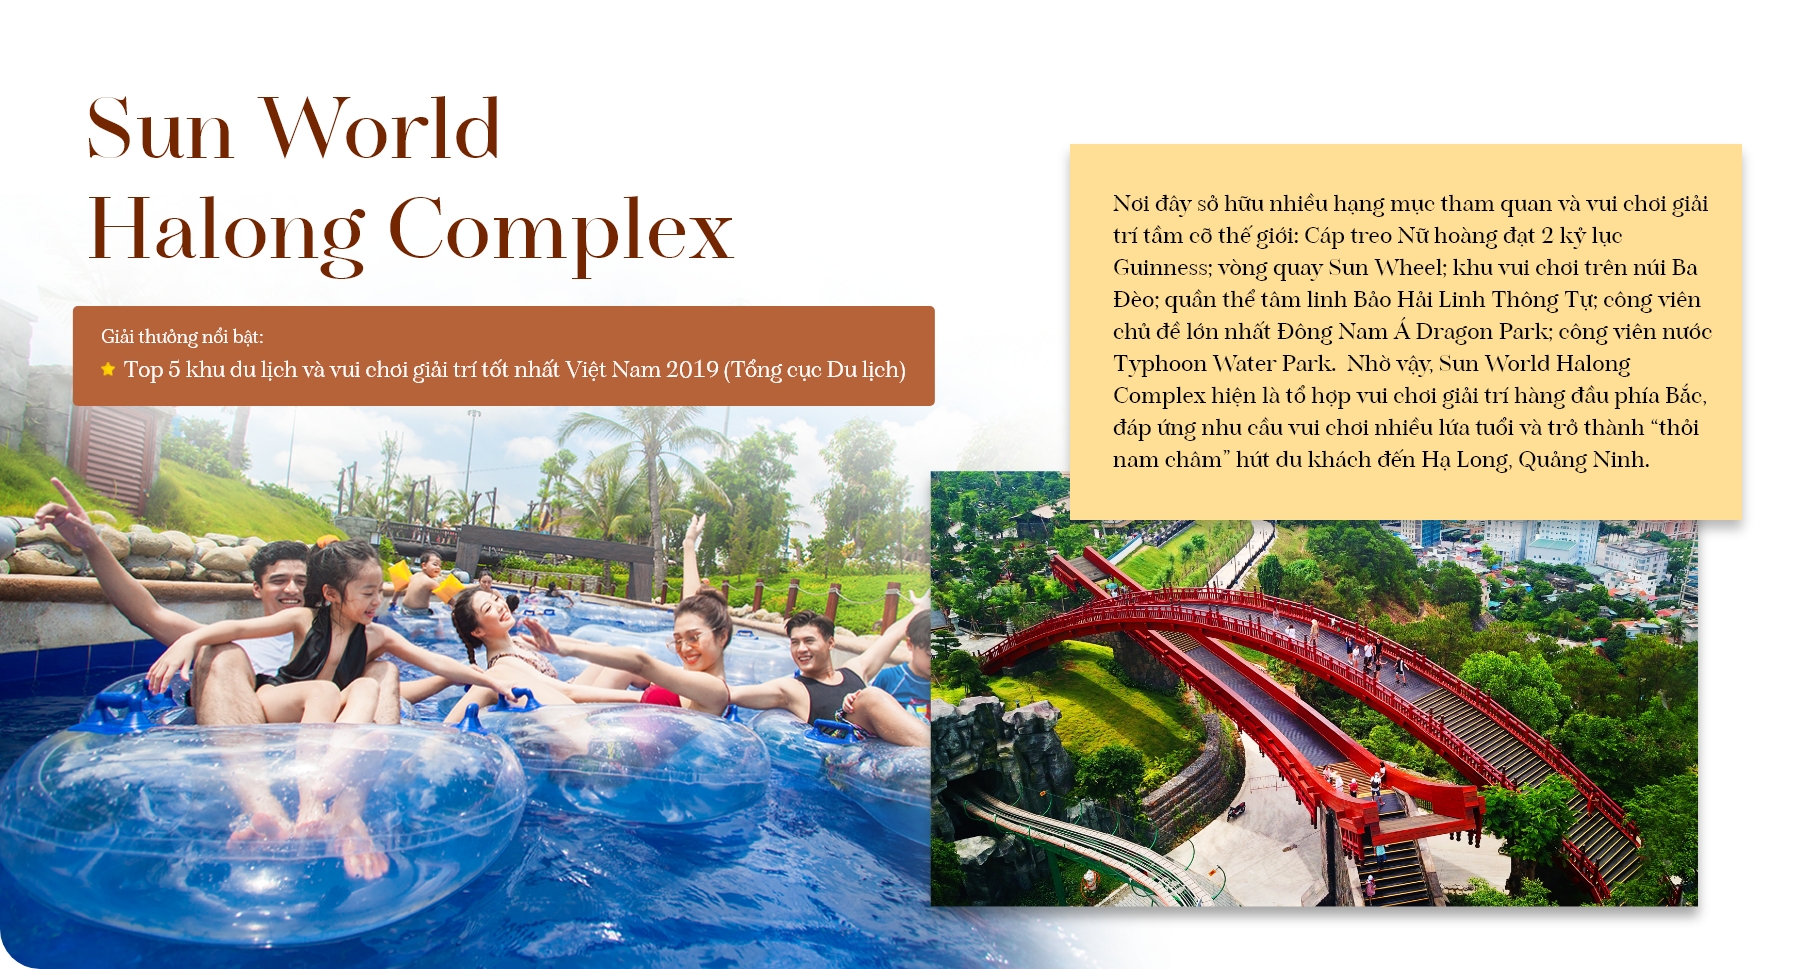 Sun World
Halong Complex
Giải thưởng nổi bật:
Top 5 khu du lịch và vui chơi giải trí tốt nhất Việt Nam 2019 (Tổng cục Du lịch)
Nơi đây sở hữu nhiều hạng mục tham quan và vui chơi giải
trí tầm cỡ thế giới: Cáp treo Nữ hoàng đạt 2 kỷ lục
Guinness; vòng quay Sun Wheel; khu vui chơi trên núi Ba
Đèo; quần thể tâm linh Bảo Hải Linh Thông Tự; công viên
chủ đề lớn nhất Đông Nam Á Dragon Park; công viên nước
Typhoon Water Park.  Nhờ vậy, Sun World Halong
Complex hiện là tổ hợp vui chơi giải trí hàng đầu phía Bắc,
đáp ứng nhu cầu vui chơi nhiều lứa tuổi và trở thành “thỏi
nam châm” hút du khách đến Hạ Long, Quảng Ninh.